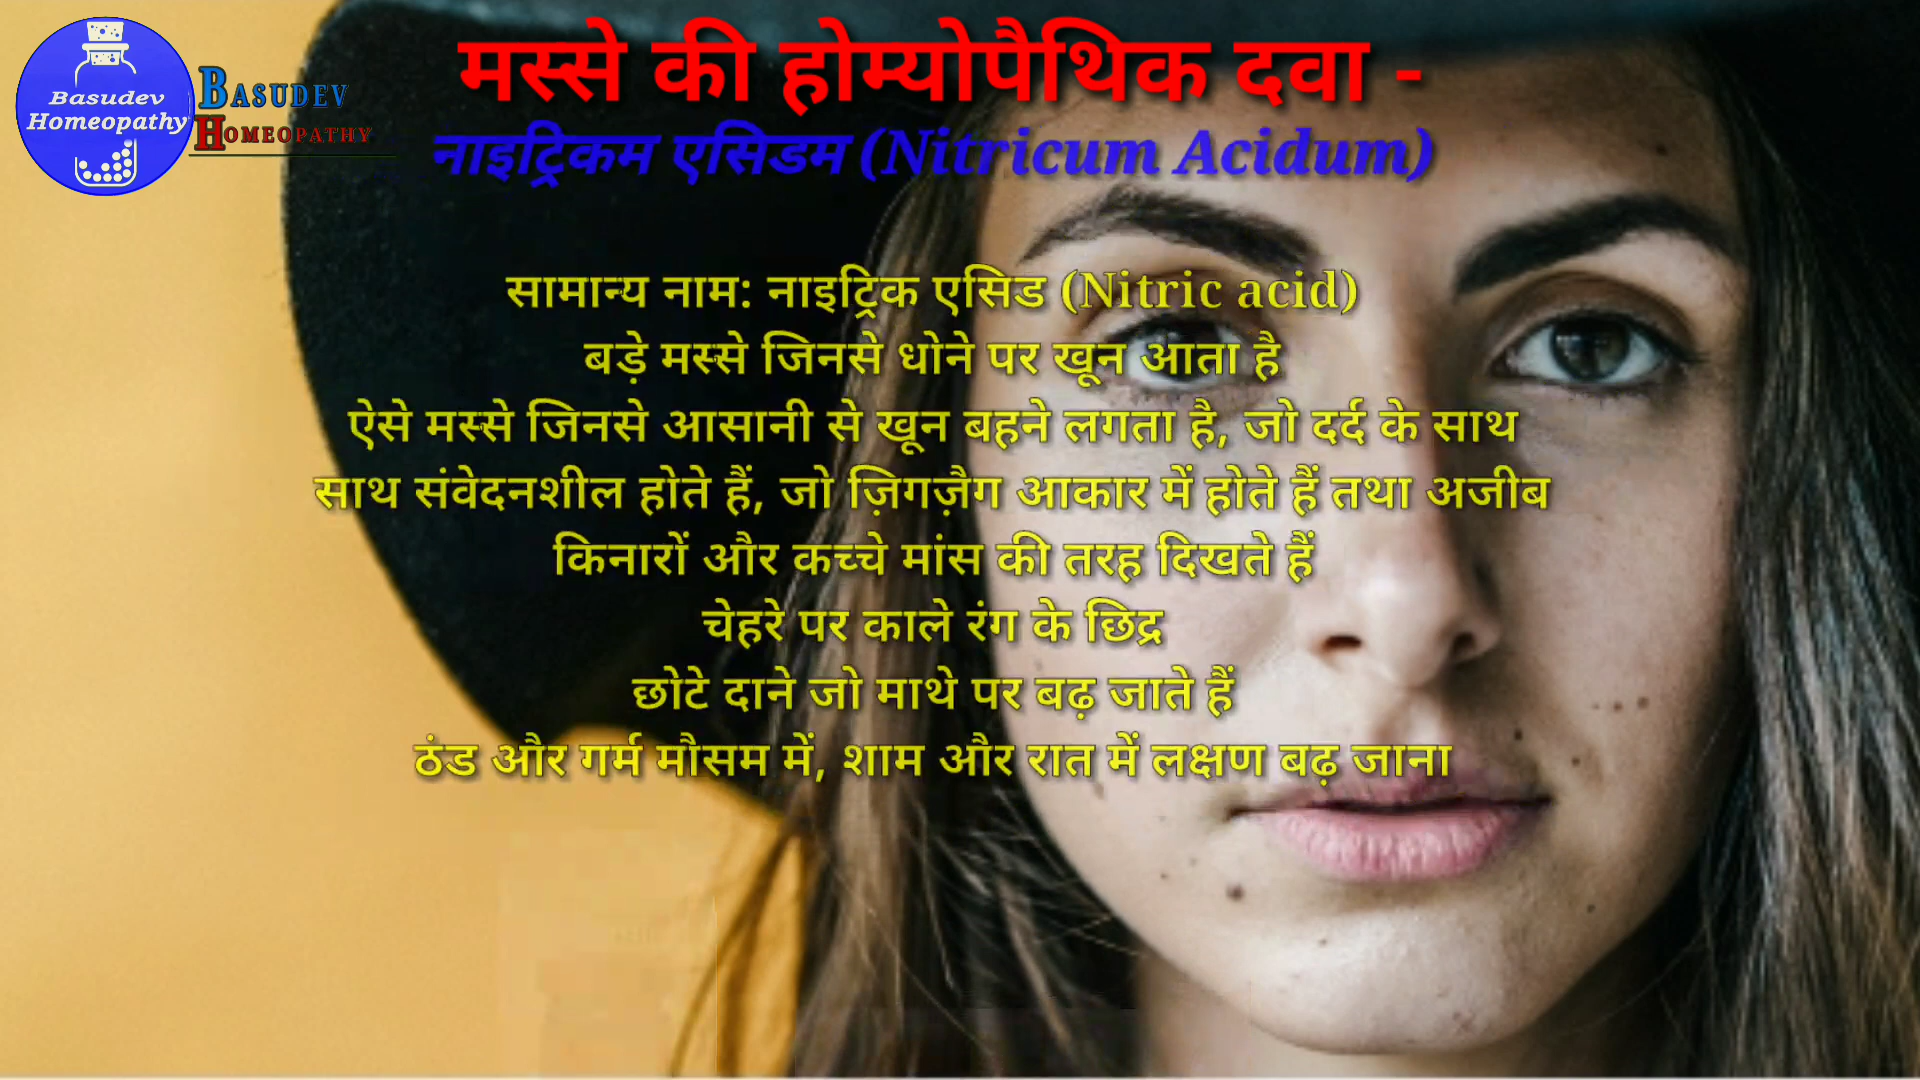 Basudev
Homeopathy
BASUDEV
HOMEOPATHY
मस्से की होम्योपैथिक दवा -
नाइट्रिकम एसिडम (Nitricum Acidum)
सामान्य नाम: नाइट्रिक एसिड (Nitric acid)
बड़े मस्से जिनसे धोने पर खून आता है
ऐसे मस्से जिनसे आसानी से खून बहने लगता है, जो दर्द के साथ
साथ संवेदनशील होते हैं, जो ज़िगज़ैग आकार में होते हैं तथा अजीब
किनारों और कच्चे मांस की तरह दिखते हैं
चेहरे पर काले रंग के छिद्र
छोटे दाने जो माथे पर बढ़ जाते हैं
ठंड और गर्म मौसम में, शाम और रात में लक्षण बढ़ जाना